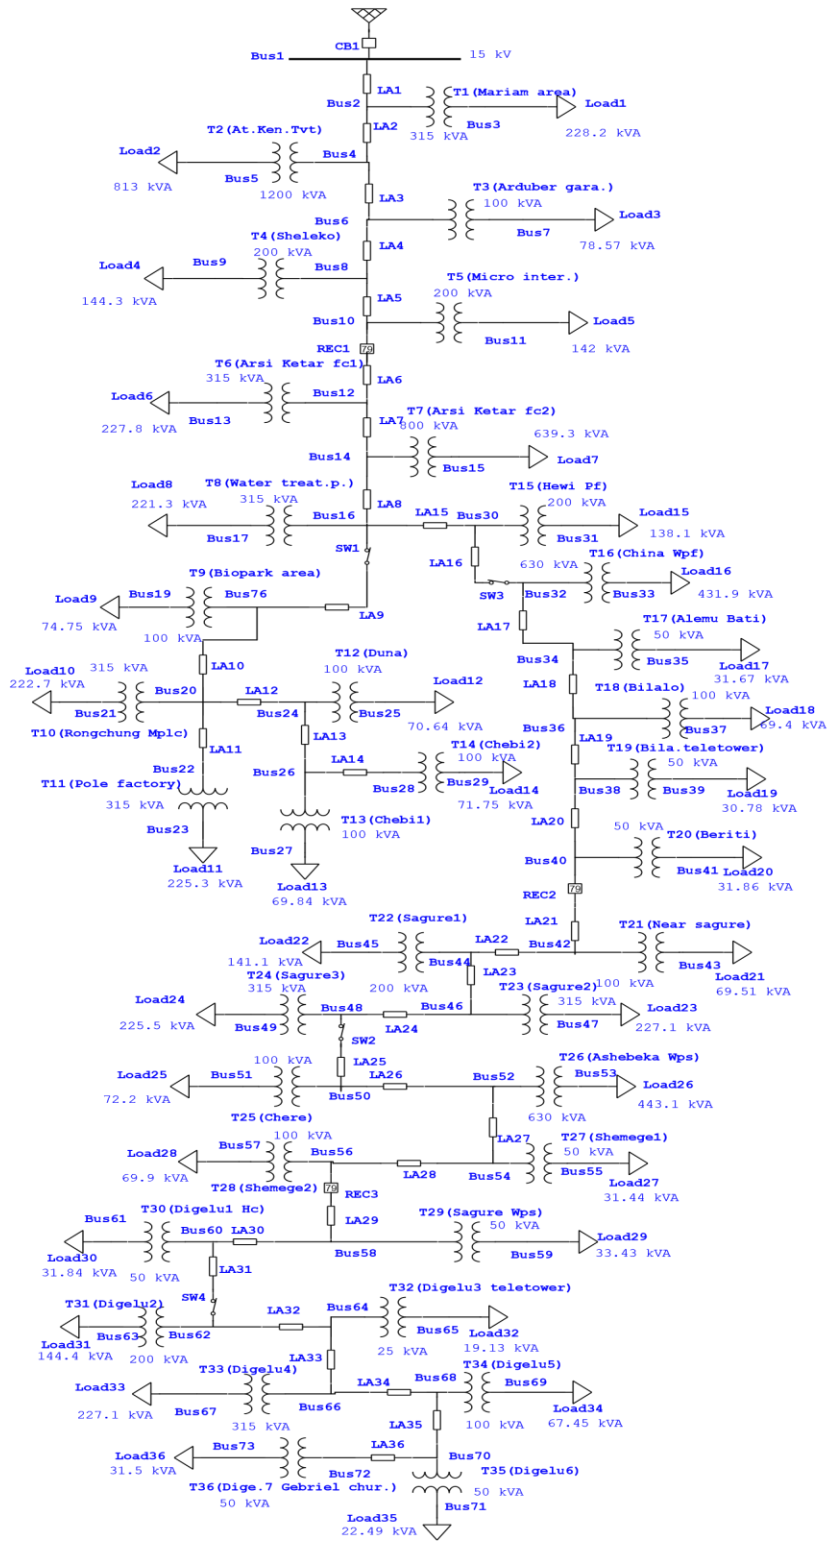 CB1
Bus1
15 kV
LA1
T1(Mariam area)
Bus2
Load1
LA2
Bus3
T2(At.Ken.Tvt)
315 kVA
228.2 kVA
Load2
Bus4
Bus5
813 kVA
1200 kVA
T3(Arduber gara.)
LA3
100 kVA
Bus6
Load3
T4(Sheleko)
Bus7
200 kVA
LA4
78.57 kVA
Bus9
Bus8
Load4
T5(Micro inter.)
200 kVA
LA5
144.3 kVA
Bus10
Load5
Bus11
REC1
79
142 kVA
T6(Arsi Ketar fc1)
315 kVA
LA6
Load6
Bus12
Bus13
T7(Arsi Ketar fc2)
LA7
800 kVA
227.8 kVA
639.3 kVA
Bus14
Bus15
Load7
Load8
T8(Water treat.p.)
T15(Hewi Pf)
221.3 kVA
315 kVA
LA8
200 kVA
Bus16
LA15
Bus30
Load15
Bus17
Bus31
138.1 kVA
SW1
T16(China Wpf)
LA16
630 kVA
T9(Biopark area)
Load16
Load9
Bus19
Bus76
SW3
Bus32
Bus33
431.9 kVA
LA9
T17(Alemu Bati)
74.75 kVA
100 kVA
LA17
50 kVA
T12(Duna)
Bus34
Bus35
Load10
315 kVA
LA10
100 kVA
Load17
222.7 kVA
31.67 kVA
Bus20
LA12
Load12
LA18
T18(Bilalo)
Bus21
Bus24
Bus25
100 kVA
T10(Rongchung Mplc)
70.64 kVA
Load18
LA13
Bus36
Bus37
69.4 kVA
LA11
LA19
T14(Chebi2)
T19(Bila.teletower)
Bus22
Bus26
LA14
100 kVA
50 kVA
T11(Pole factory)
Bus28
Bus29
Load14
Bus38
Bus39
Load19
315 kVA
71.75 kVA
30.78 kVA
T13(Chebi1)
LA20
50 kVA
Bus23
100 kVA
T20(Beriti)
Bus27
Bus40
Load11
Bus41
Load20
225.3 kVA
Load13
REC2
79
31.86 kVA
69.84 kVA
T22(Sagure1)
LA21
T21(Near sagure)
Load22
Bus45
LA22
Bus42
141.1 kVA
Bus44
Bus43
T24(Sagure3)
LA23
Load21
315 kVA
200 kVA
T23(Sagure2)
100 kVA
69.51 kVA
Load24
Bus48
Bus46
315 kVA
Load23
225.5 kVA
Bus49
LA24
Bus47
227.1 kVA
SW2
100 kVA
LA25
T26(Ashebeka Wps)
Load25
Bus51
LA26
Bus52
Bus53
Load26
72.2 kVA
Bus50
443.1 kVA
T25(Chere)
630 kVA
100 kVA
LA27
T27(Shemege1)
Load28
Bus57
Bus56
50 kVA
69.9 kVA
LA28
Bus54
Bus55
Load27
T28(Shemege2)
79
REC3
31.44 kVA
T30(Digelu1 Hc)
LA29
T29(Sagure Wps)
50 kVA
Bus61
Bus60
LA30
Load29
Load30
Bus58
Bus59
33.43 kVA
31.84 kVA
50 kVA
LA31
T32(Digelu3 teletower)
SW4
T31(Digelu2)
LA32
Bus64
Bus63
Bus62
Bus65
Load32
Load31
19.13 kVA
144.4 kVA
200 kVA
25 kVA
LA33
T34(Digelu5)
T33(Digelu4)
Bus68
Load33
LA34
Bus69
Bus66
Load34
227.1 kVA
Bus67
315 kVA
LA35
100 kVA
67.45 kVA
Load36
Bus73
LA36
Bus70
31.5 kVA
Bus72
T35(Digelu6)
T36(Dige.7 Gebriel chur.)
50 kVA
50 kVA
Bus71
Load35
22.49 kVA